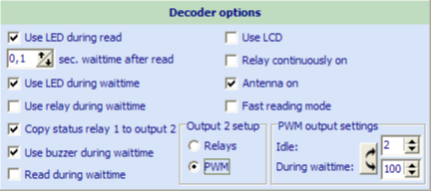 Decoder options
Use LED during read
Use LCD
0,1 sec. waittime after read
Relay continuously on
Use LED during waittime
Antenna on
Use relay during waittime
Fast reading mode
Copy status relay 1 to output 2
Output 2 setup
PWM output settings
Use buzzer during waittime
Relays
Idle: 2
Read during waittime
PWM
During waittime: 100